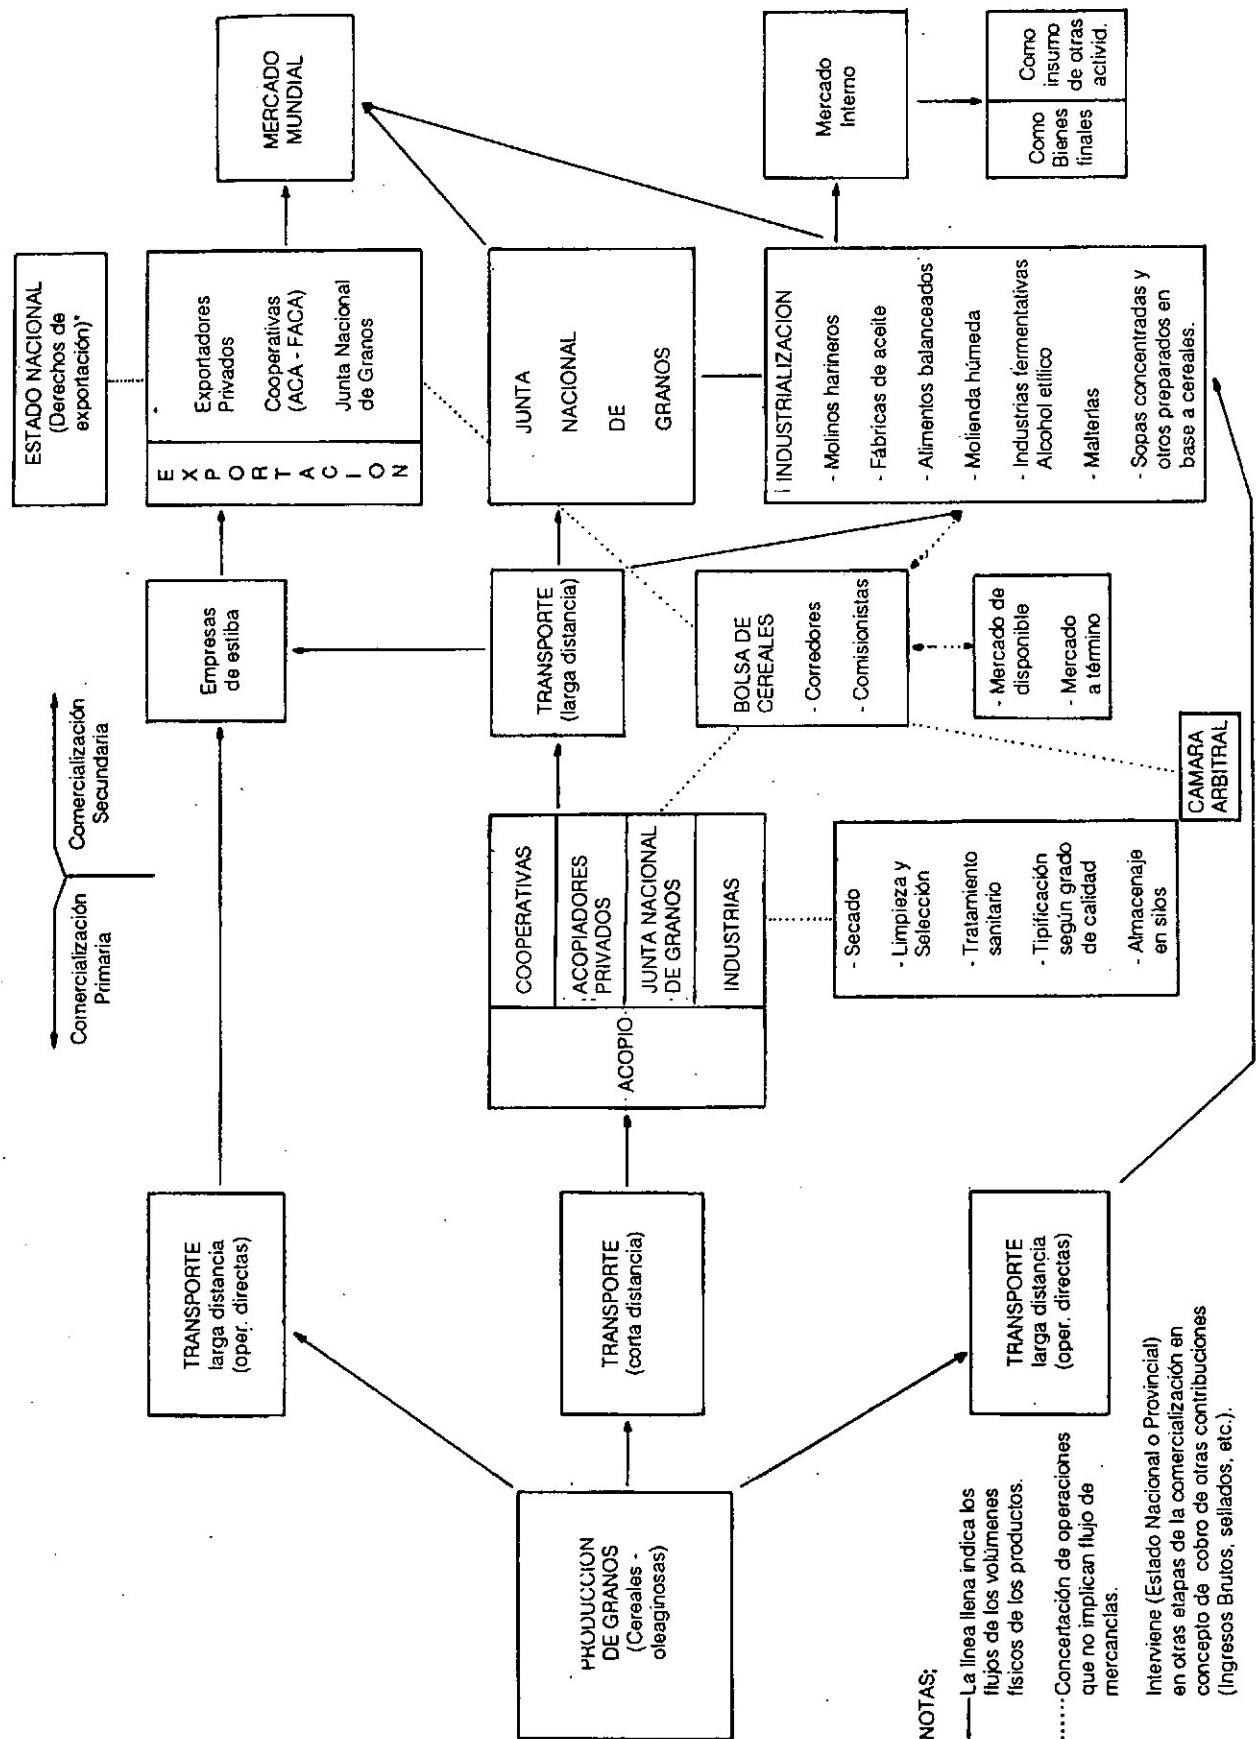 Comercialización
Primaria
Comercialización
Secundaria
ESTADO NACIONAL
(Derechos de
exportación)*
PRODUCCION
DE GRANOS
(Cereales -
oleaginosas)
TRANSPORTE
larga distancia
(oper. directas)
TRANSPORTE
(corta distancia)
TRANSPORTE
larga distancia
(oper. directas)
ACOPIO
COOPERATIVAS
ACOPIADORES
PRIVADOS
JUNTA NACIONAL
DE GRANOS
INDUSTRIAS
- Secado
- Limpieza y
Selección
- Tratamiento
sanitario
- Tipificación
según grado
de calidad
- Almacenaje
en silos
CAMARA
ARBITRAL
Empresas
de estiba
TRANSPORTE
(larga distancia)
BOLSA DE
CEREALES
- Corredores
- Comisionistas
- Mercado de
disponible
- Mercado
a término
EXPORTACION
Exportadores
Privados
Cooperativas
(ACA - FACA)
Junta Nacional
de Granos
JUNTA
NACIONAL
DE
GRANOS
INDUSTRIALIZACION
- Molinos harineros
- Fábricas de aceite
- Alimentos balanceados
- Molienda húmeda
- Industrias fermentativas
Alcohol etílico
- Malterías
- Sopas concentradas y
otros preparados en
base a cereales.
MERCADO
MUNDIAL
Mercado
Interno
Como
Bienes
finales
Como
insumo
de otras
activid.
NOTAS;
La línea llena indica los
flujos de los volúmenes
físicos de los productos.
Concertación de operaciones
que no implican flujo de
mercancías.
Interviene (Estado Nacional o Provincial)
en otras etapas de la comercialización en
concepto de cobro de otras contribuciones
(Ingresos Brutos, sellados, etc.).